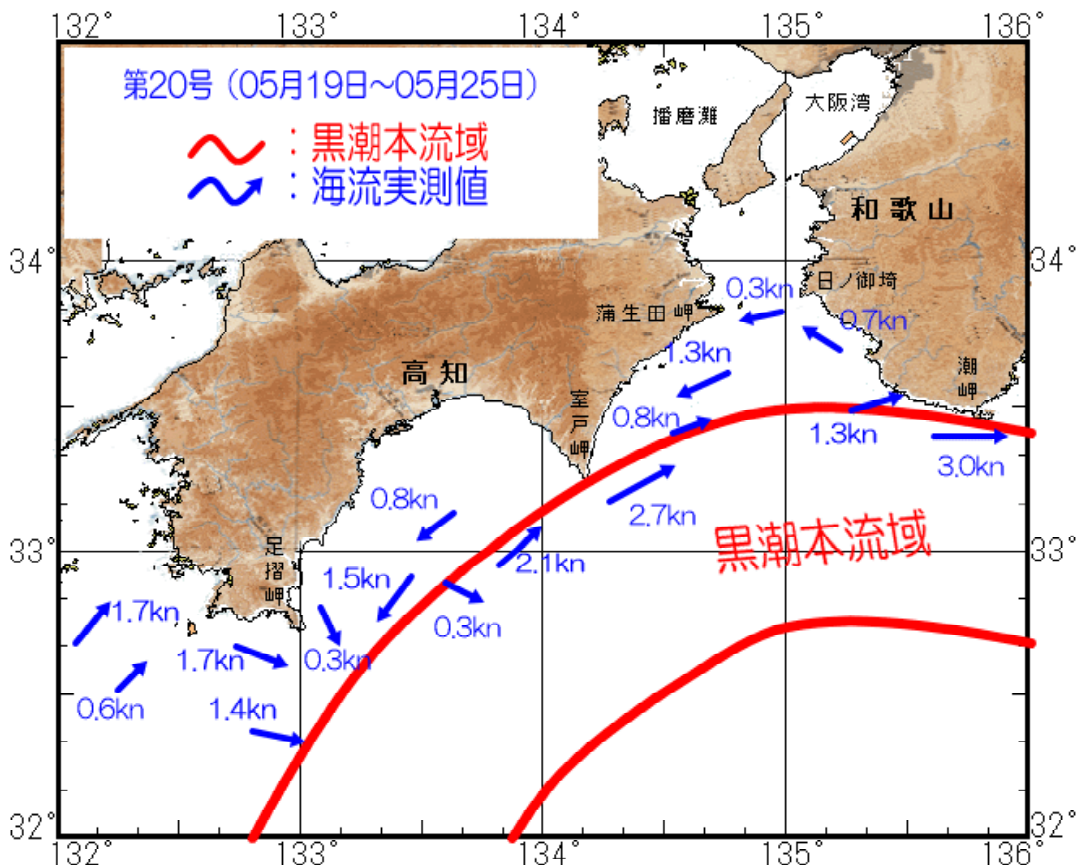 132° 133° 134° 135° 136°
第20号（05月19日～05月25日）
：黒潮本流域
：海流実測値
播磨灘
大阪湾
和歌山
34° 34°
日ノ御埼
0.3kn
蒲生田岬
0.7kn
1.3kn
高知
潮岬
室戸岬
0.8kn
1.3kn
3.0kn
0.8kn
2.7kn
黒潮本流域
33° 33°
足摺岬
2.1kn
1.5kn
1.7kn
0.3kn
1.7kn
0.3kn
0.6kn
1.4kn
32° 32°
132° 133° 134° 135° 136°